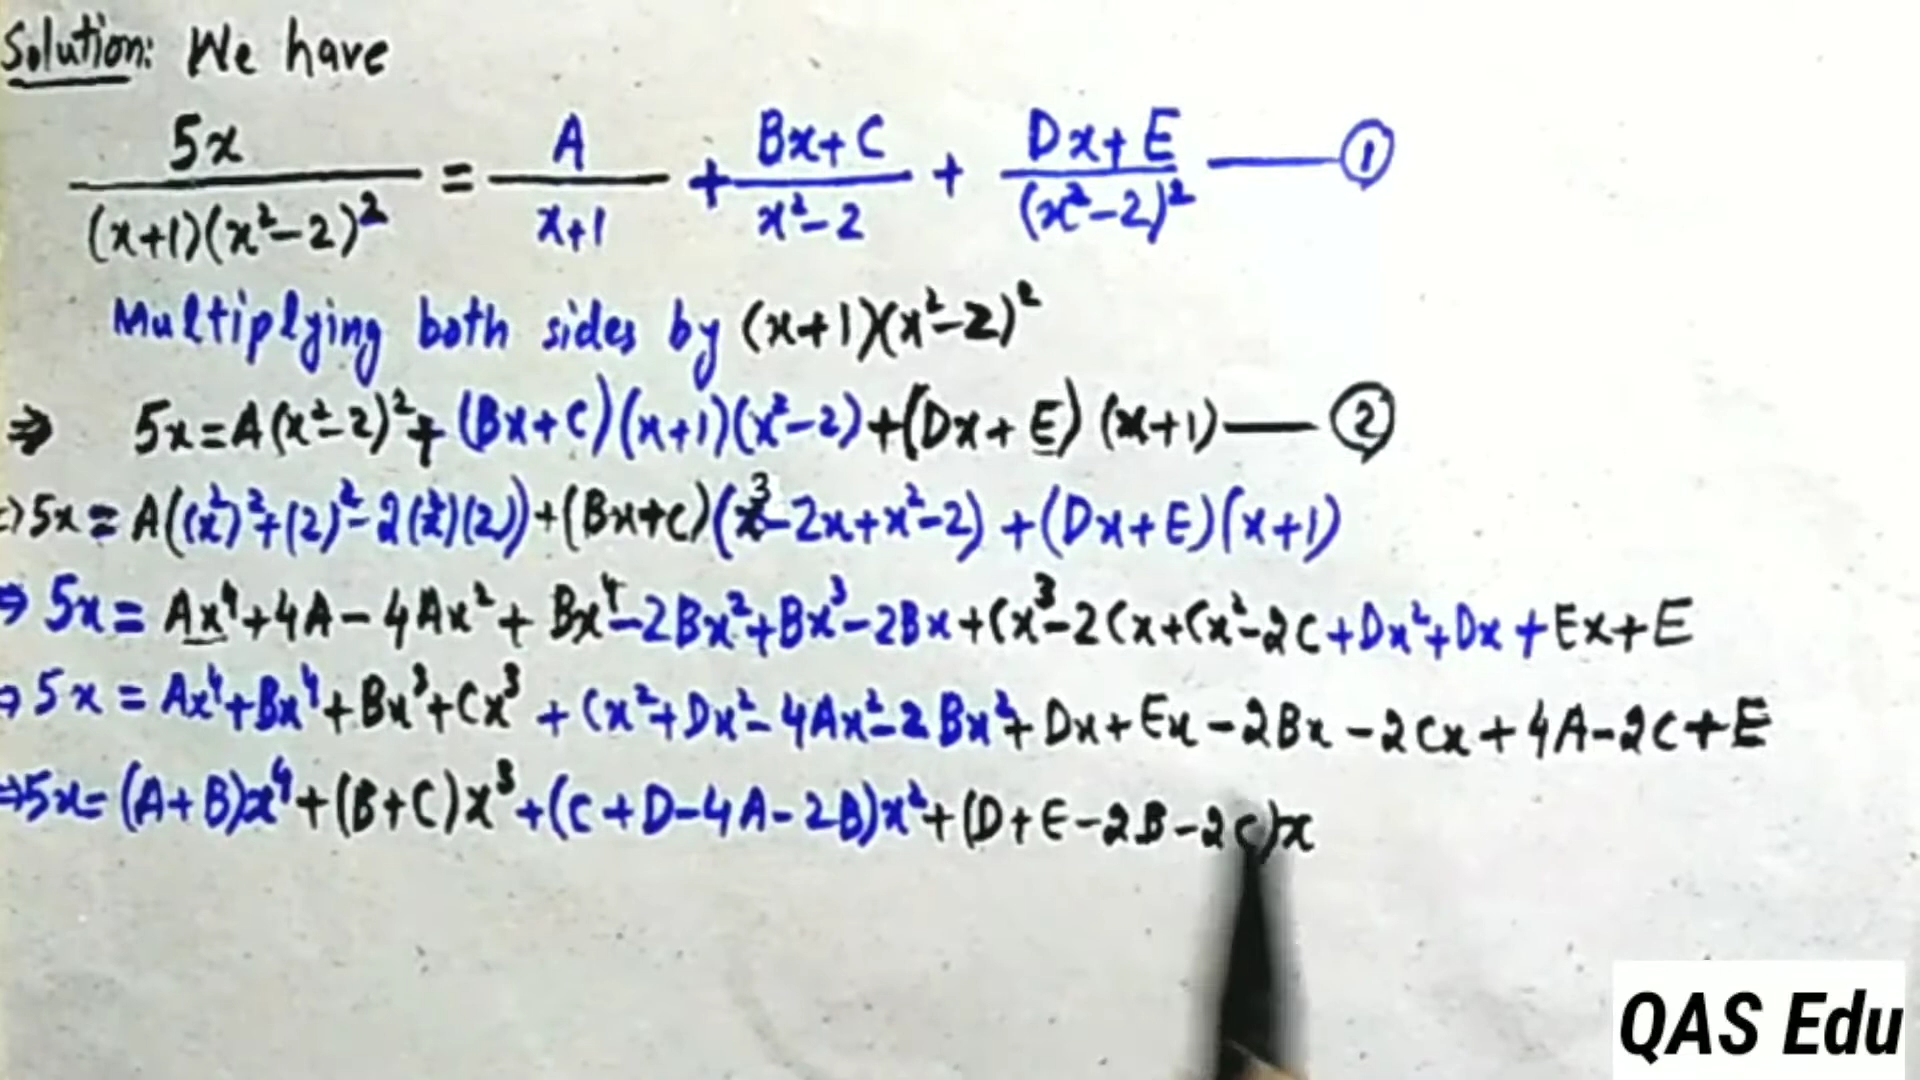 Solution: We have
5x / (x+1)(x²-2)² = A / x+1 + Bx+C / x²-2 + Dx+E / (x²-2)² —— ①
Multiplying both sides by (x+1)(x²-2)²
⇒ 5x = A(x²-2)² + (Bx+C)(x+1)(x²-2) + (Dx+E)(x+1) —— ②
⇒ 5x = A((x²)²+(2)²-2(x²)(2)) + (Bx+C)(x³-2x+x²-2) + (Dx+E)(x+1)
⇒ 5x = Ax⁴+4A-4Ax²+Bx⁴-2Bx²+Bx³-2Bx+Cx³-2Cx+Cx²-2C+Dx²+Dx+Ex+E
⇒ 5x = Ax⁴+Bx⁴+Bx³+Cx³+Cx²+Dx²-4Ax²-2Bx²+Dx+Ex-2Bx-2Cx+4A-2C+E
⇒ 5x = (A+B)x⁴+(B+C)x³+(C+D-4A-2B)x²+(D+E-2B-2C)x
QAS Edu